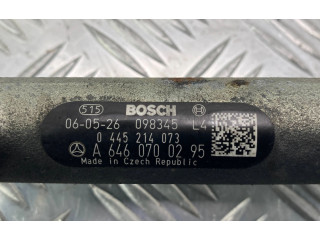 515 BOSCH
06-05-26 098345 L4
0 445 214 073
A 646 070 02 95
Made in Czech Republic